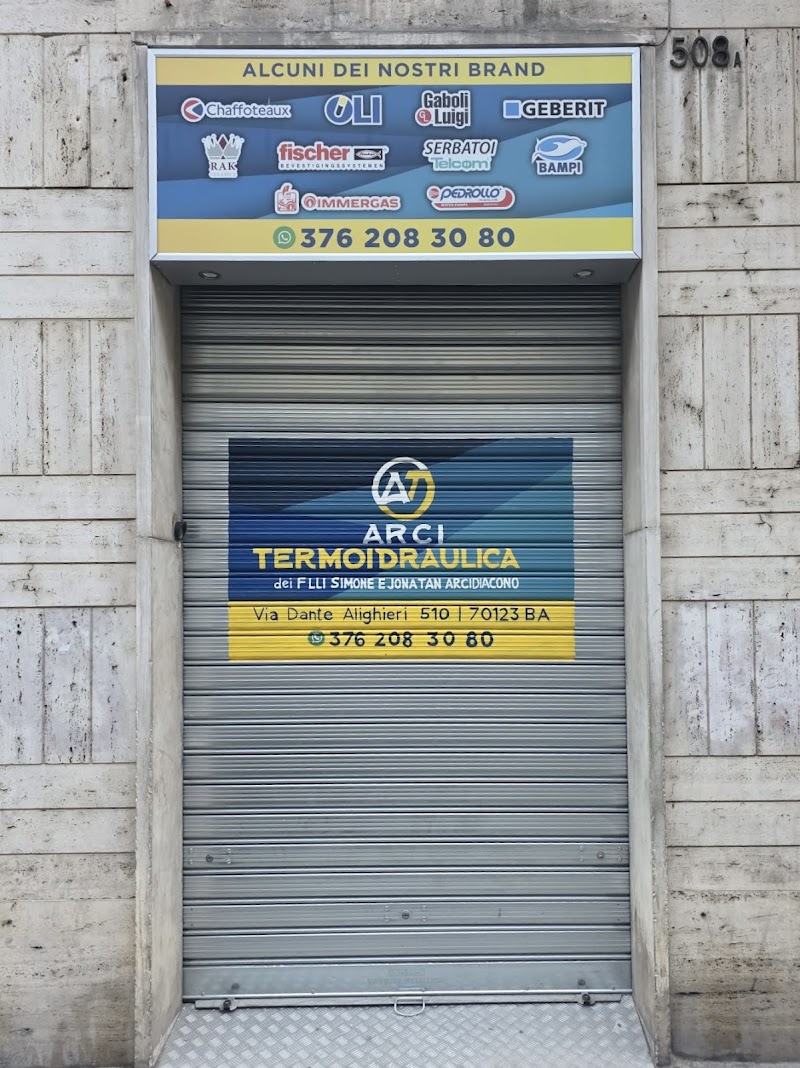 508A
ALCUNI DEI NOSTRI BRAND
Chaffoteaux OLI Gaboli Luigi GEBERIT
RAK fischer BEVESTIGINGSSYSTEMEN SERBATOI Telcom BAMPI
IMMERGAS PEDROLLO
376 208 30 80
AT
ARCI
TERMOIDRAULICA
dei F LLI SIMONE E JONATAN ARCIDIACONO
Via Dante Alighieri 510 | 70123 BA
376 208 30 80